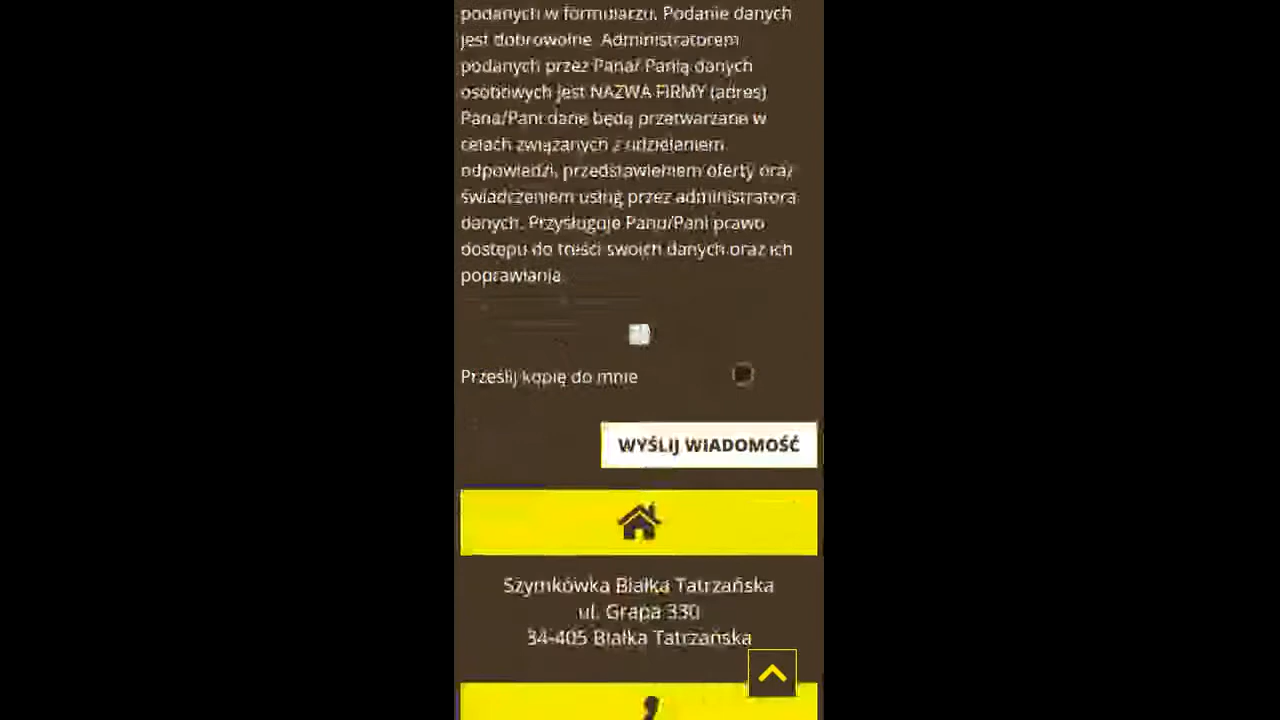 podanych w formularzu. Podanie danych
jest dobrowolne. Administratorem
podanych przez Pana/ Panią danych
osobowych jest NAZWA FIRMY (adres)
Pana/Pani dane będą przetwarzane w
celach związanych z udzieleniem
odpowiedzi, przedstawieniem oferty oraz
świadczeniem usług przez administratora
danych. Przysługuje Panu/Pani prawo
dostępu do treści swoich danych oraz ich
poprawiania.
Prześlij kopię do mnie
WYŚLIJ WIADOMOŚĆ
Szymkówka Białka Tatrzańska
ul. Grapa 330
34-405 Białka Tatrzańska